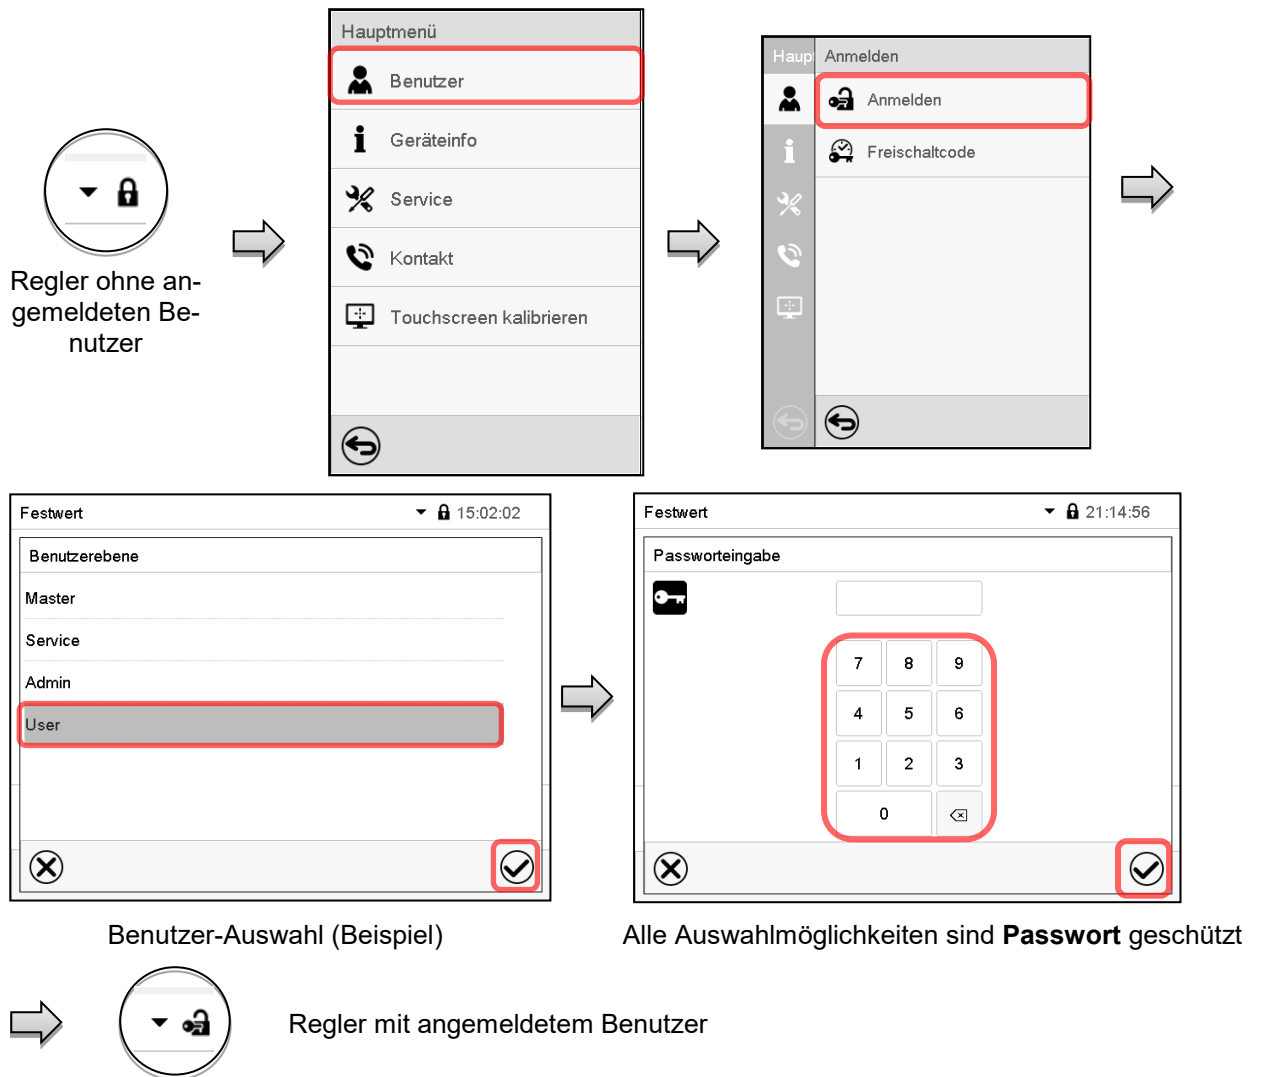 Regler ohne an-
gemeldeten Be-
nutzer
Hauptmenü
Benutzer
Geräteinfo
Service
Kontakt
Touchscreen kalibrieren
Haup
Anmelden
Anmelden
Freischaltcode
Festwert
15:02:02
Benutzerebene
Master
Service
Admin
User
Festwert
21:14:56
Passworteingabe
7 8 9
4 5 6
1 2 3
0
Benutzer-Auswahl (Beispiel)
Alle Auswahlmöglichkeiten sind Passwort geschützt
Regler mit angemeldetem Benutzer